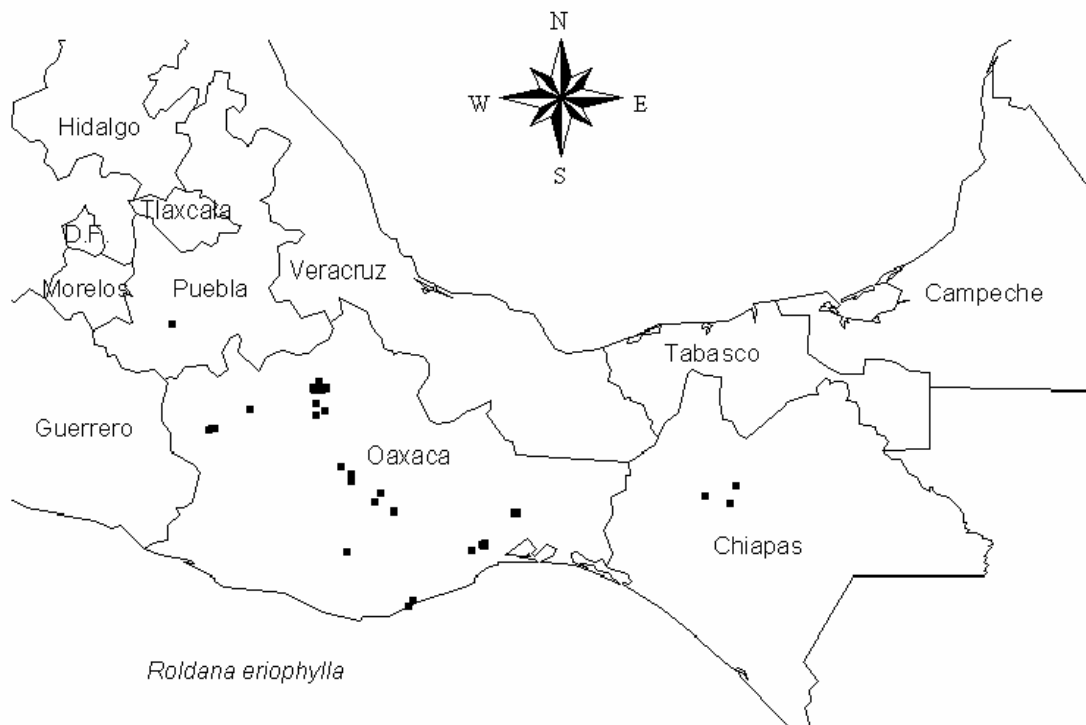 N
W E
S
Hidalgo
Tlaxcala
D.F.
Morelos
Puebla
Veracruz
Campeche
Tabasco
Guerrero
Oaxaca
Chiapas
Roldana eriophylla